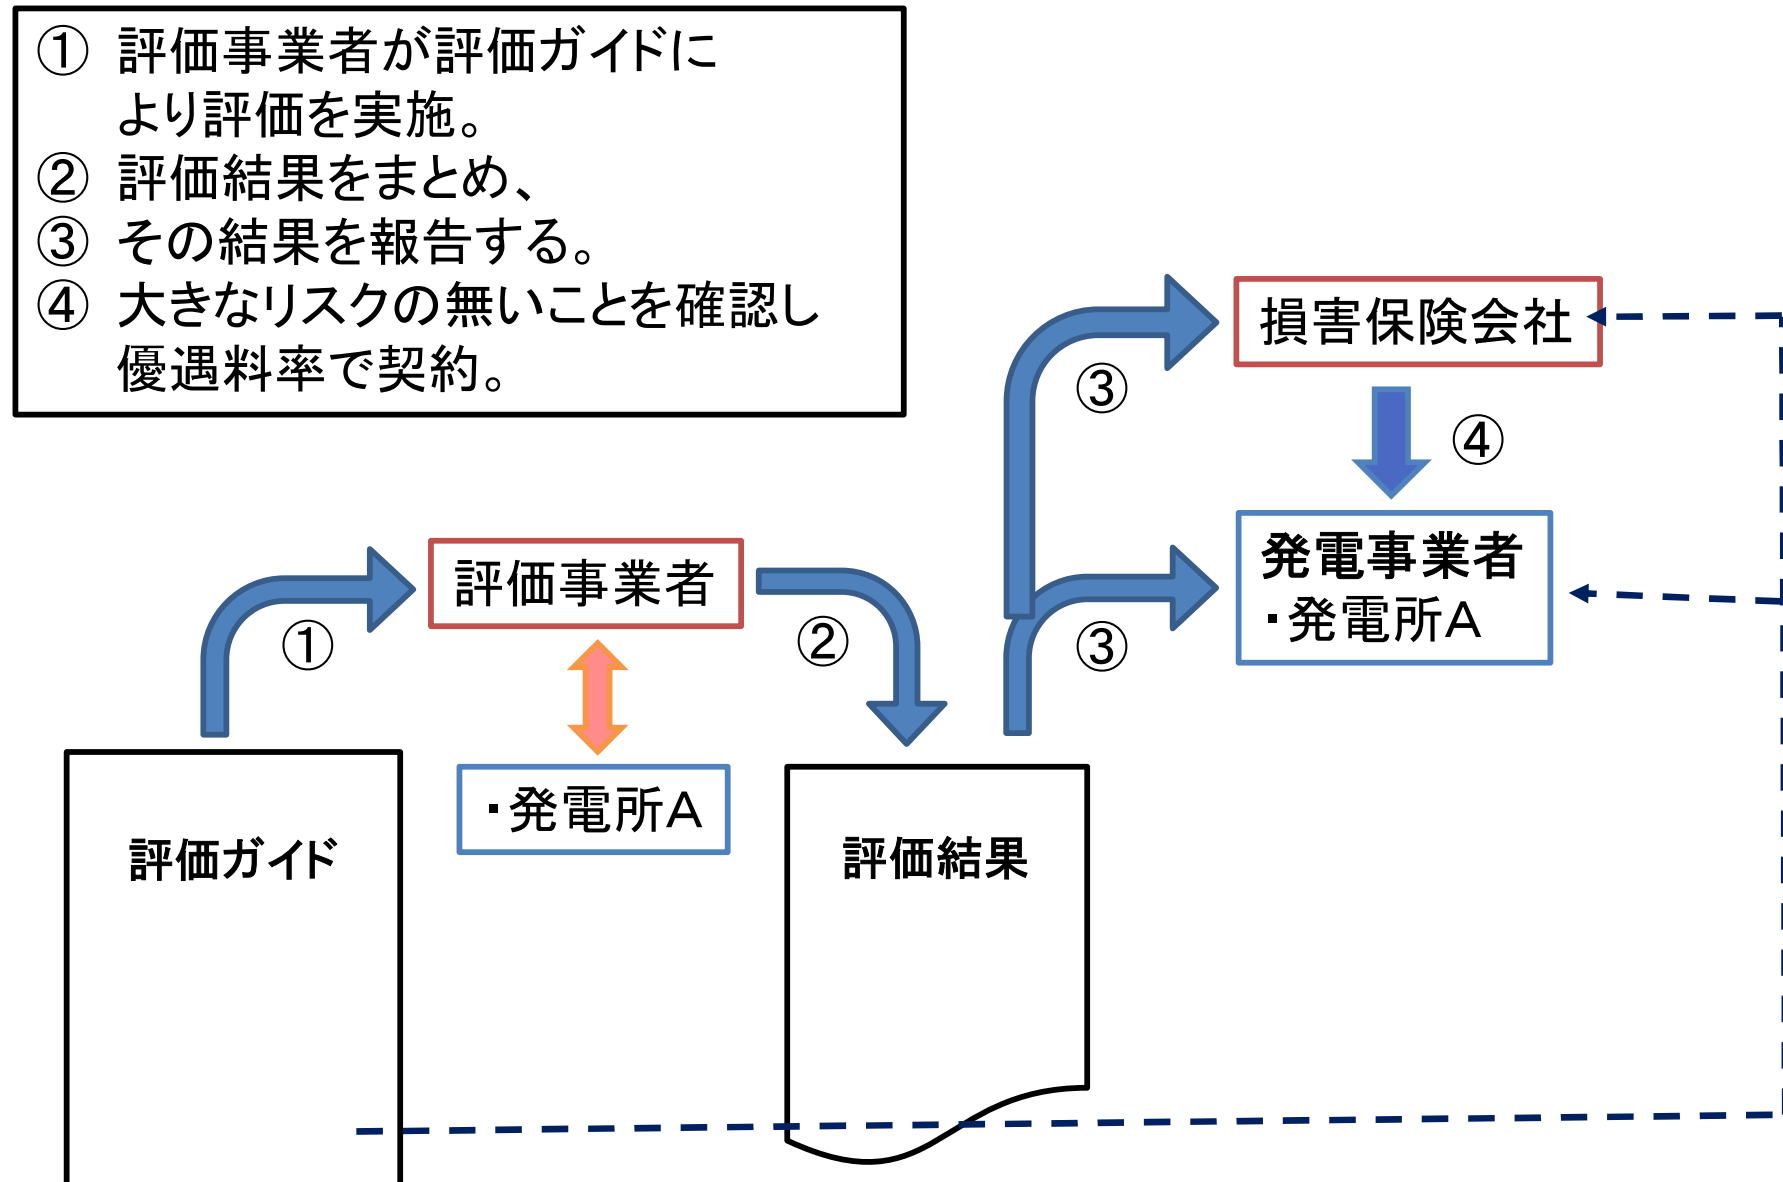 ① 評価事業者が評価ガイドに
より評価を実施。
② 評価結果をまとめ、
③ その結果を報告する。
④ 大きなリスクの無いことを確認し
優遇料率で契約。
損害保険会社
③
④
発電事業者
・発電所A
評価事業者
①
②
③
・発電所A
評価ガイド
評価結果